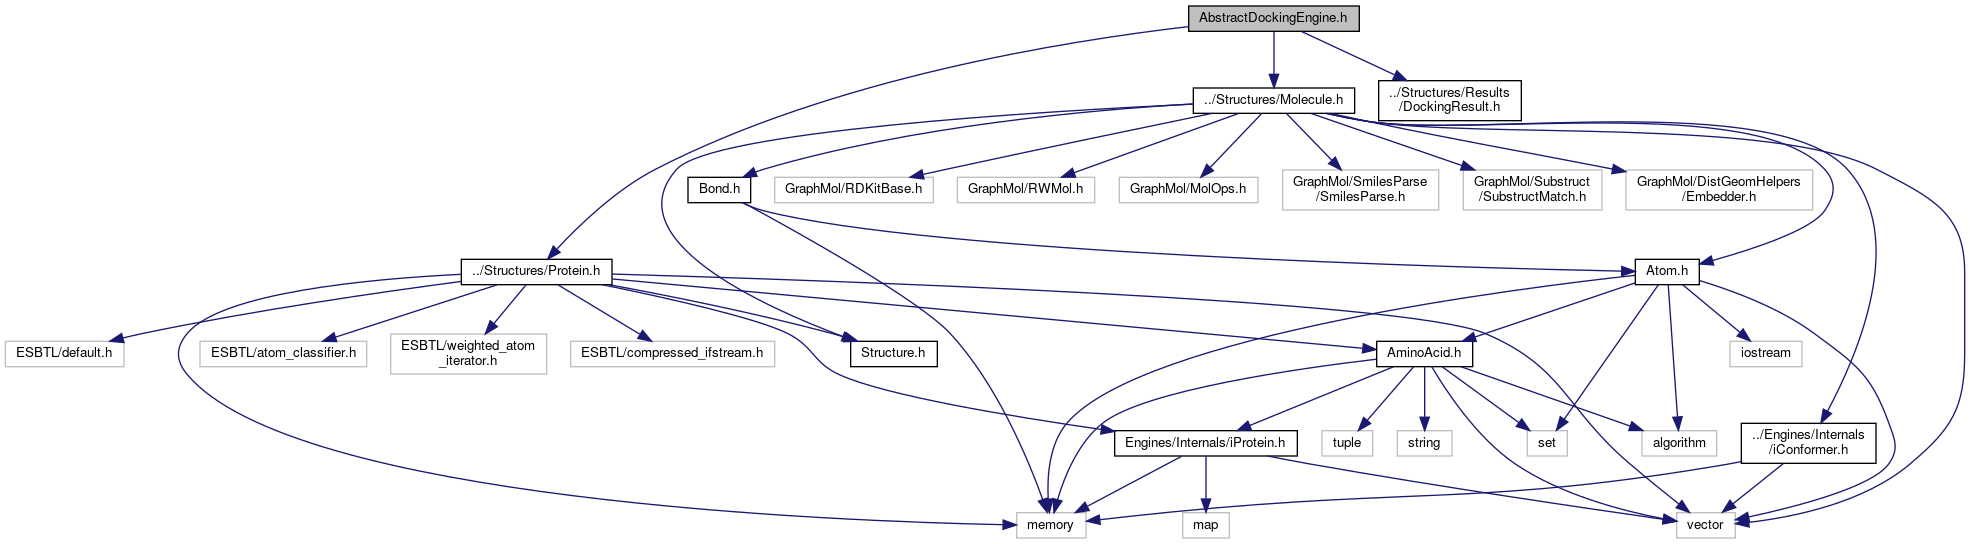 AbstractDockingEngine.h
../Structures/Results
/DockingResult.h
../Structures/Molecule.h
Bond.h
GraphMol/RDKitBase.h
GraphMol/RWMol.h
GraphMol/MolOps.h
GraphMol/SmilesParse
/SmilesParse.h
GraphMol/Substruct
/SubstructMatch.h
GraphMol/DistGeomHelpers
/Embedder.h
../Structures/Protein.h
Atom.h
ESBTL/default.h
ESBTL/atom_classifier.h
ESBTL/weighted_atom
_iterator.h
ESBTL/compressed_ifstream.h
Structure.h
AminoAcid.h
iostream
Engines/Internals/iProtein.h
tuple
string
set
algorithm
../Engines/Internals
/iConformer.h
memory
map
vector